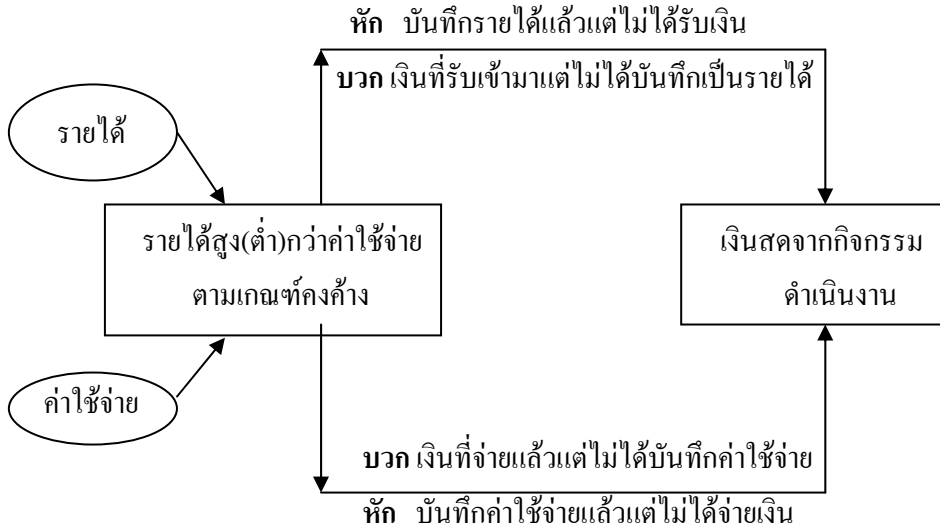 หัก บันทึกรายได้แล้วแต่ไม่ได้รับเงิน
บวก เงินที่รับเข้ามาแต่ไม่ได้บันทึกเป็นรายได้
รายได้
รายได้สูง(ต่ำ)กว่าค่าใช้จ่าย
ตามเกณฑ์คงค้าง
เงินสดจากกิจกรรม
ดำเนินงาน
ค่าใช้จ่าย
บวก เงินที่จ่ายแล้วแต่ไม่ได้บันทึกค่าใช้จ่าย
หัก บันทึกค่าใช้จ่ายแล้วแต่ไม่ได้จ่ายเงิน